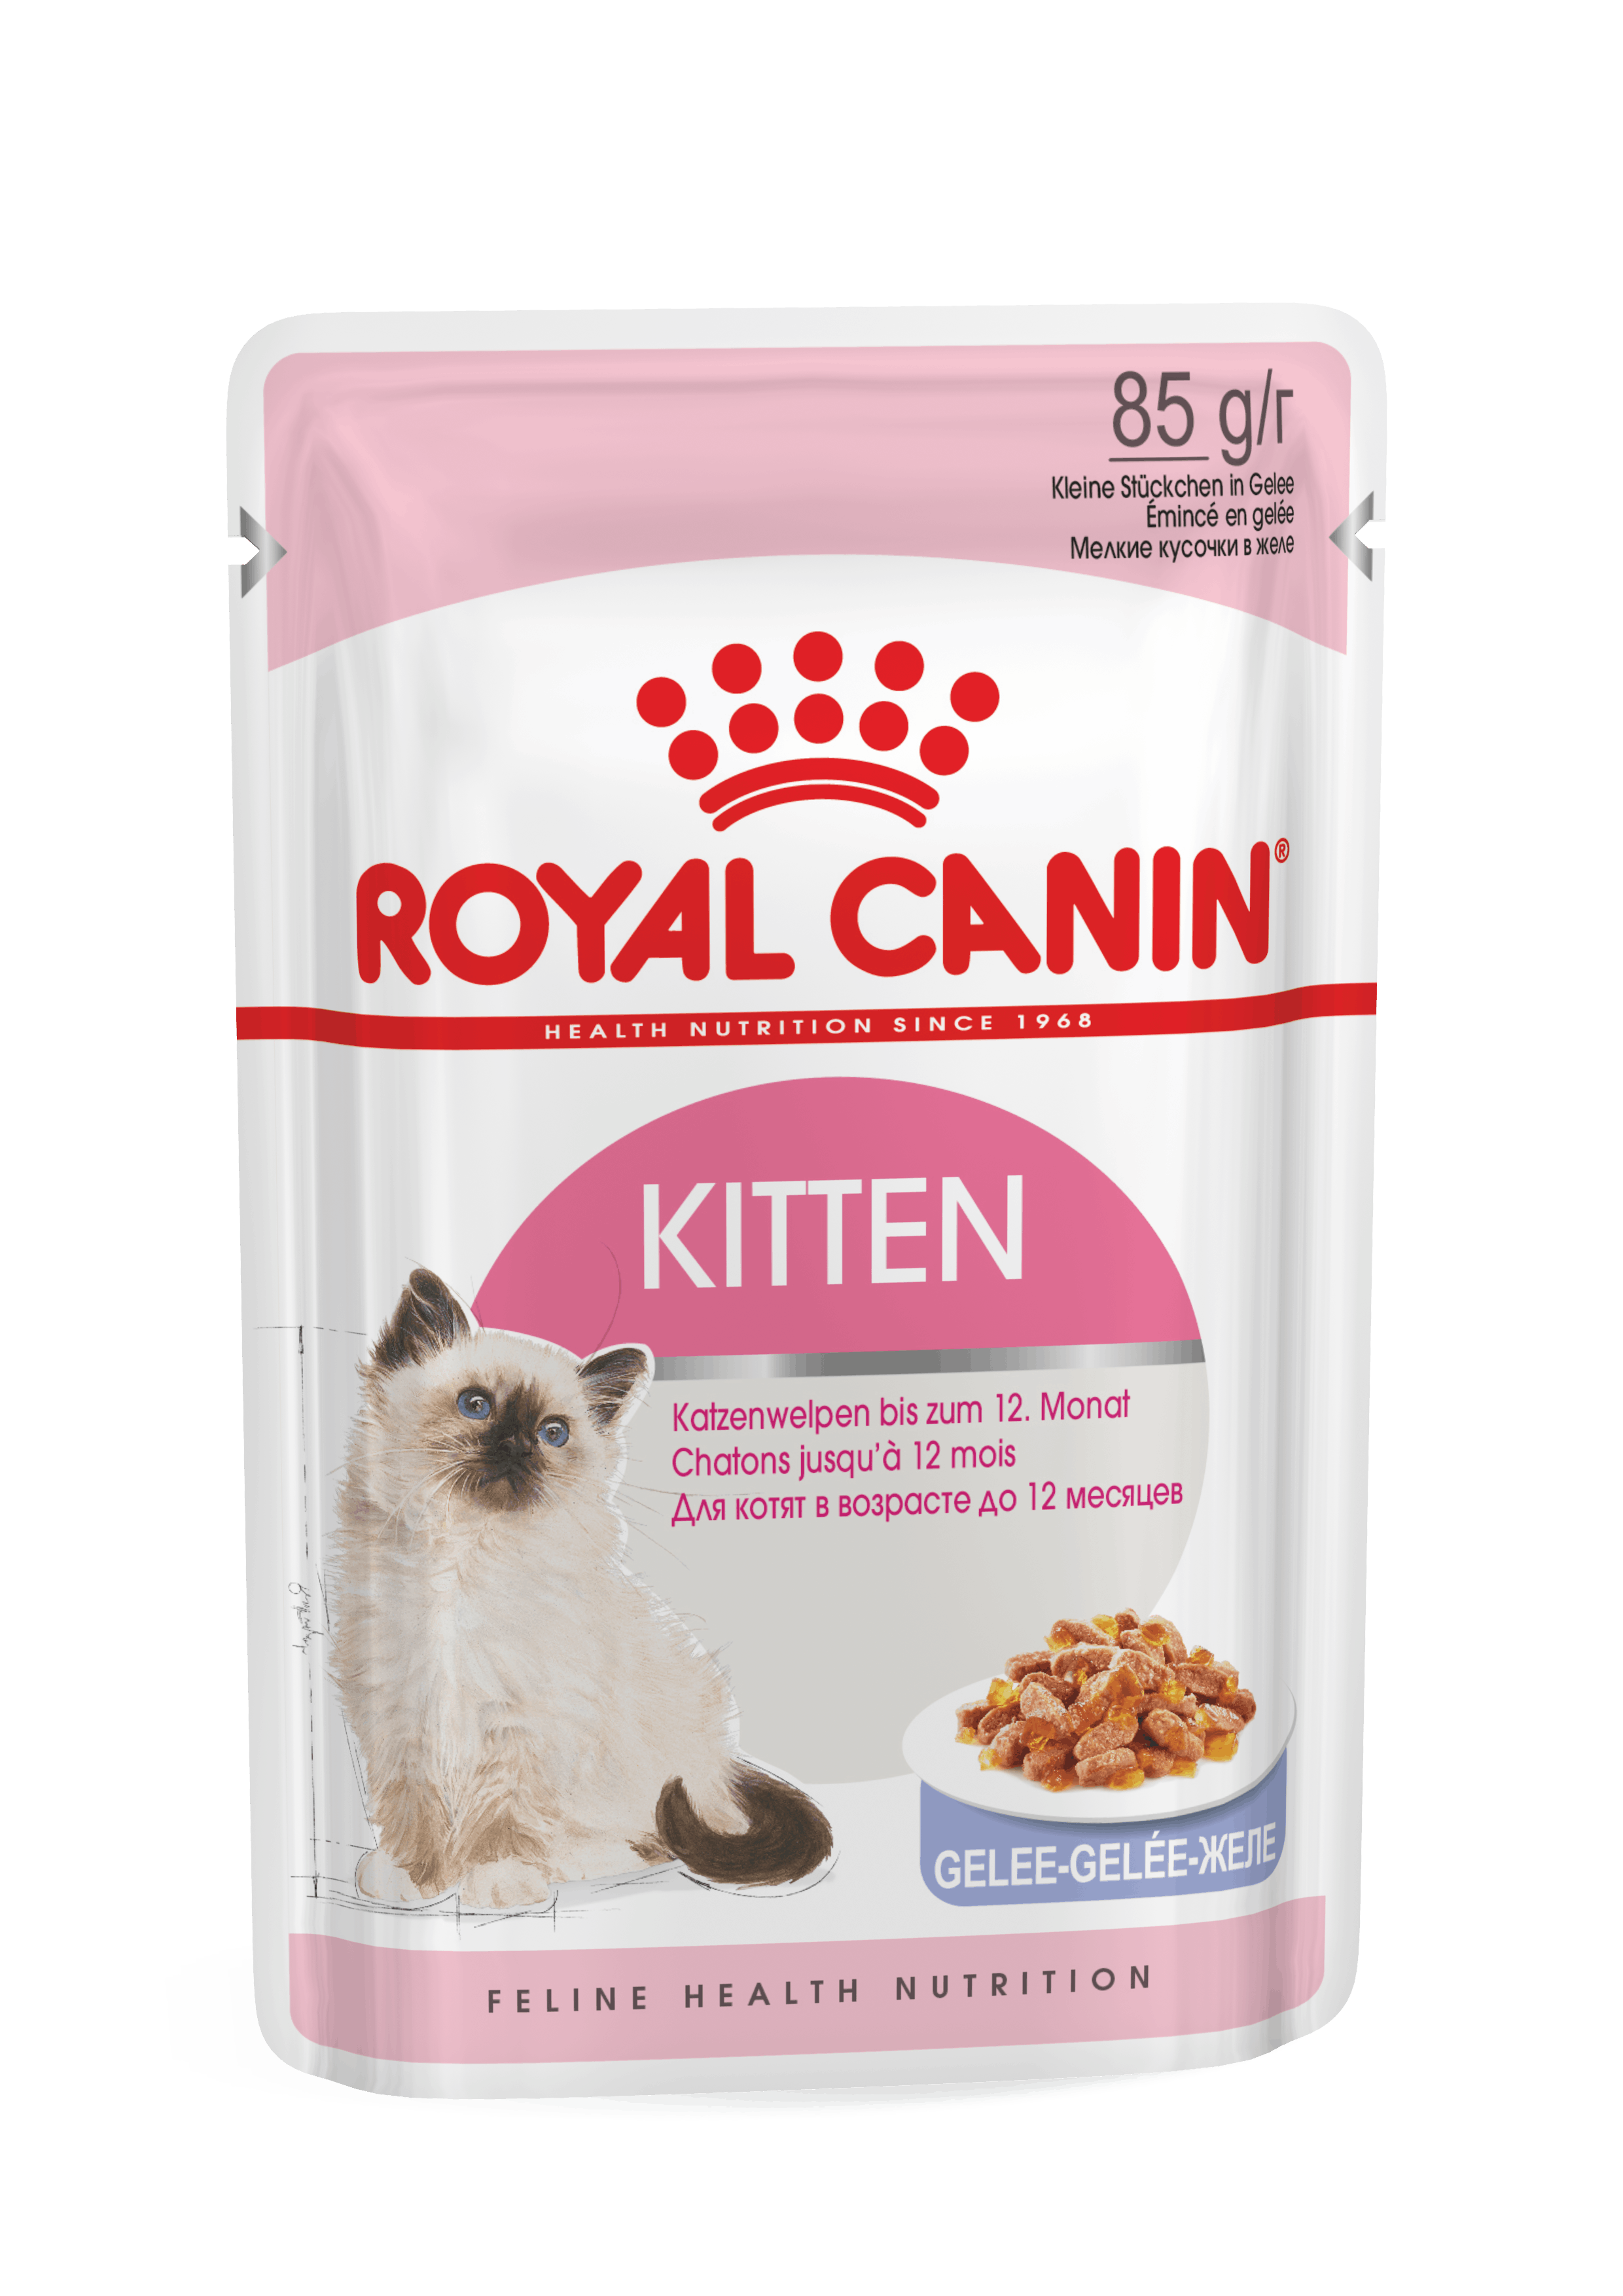 85 g/г
Kleine Stückchen in Gelee
Émincé en gelée
Мелкие кусочки в желе
ROYAL CANIN®
HEALTH NUTRITION SINCE 1968
KITTEN
Katzenwelpen bis zum 12. Monat
Chatons jusqu'à 12 mois
Для котят в возрасте до 12 месяцев
GELEE-GELÉE-ЖЕЛЕ
FELINE HEALTH NUTRITION